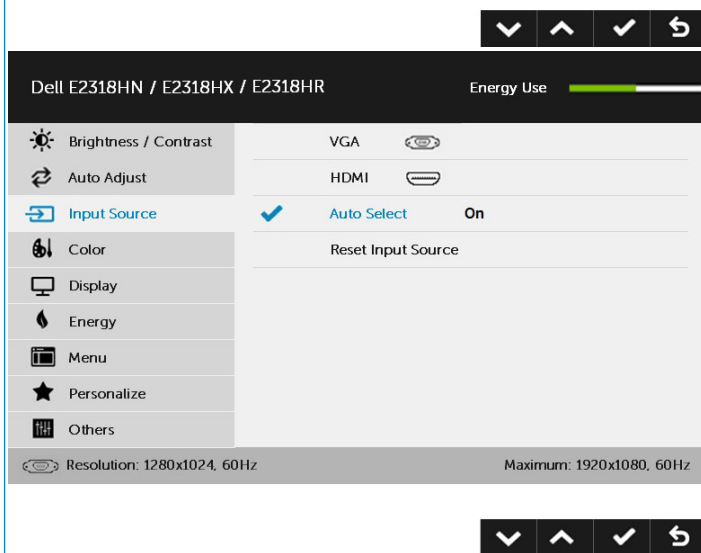 Dell E2318HN / E2318HX / E2318HR
Energy Use
Brightness / Contrast
VGA
Auto Adjust
HDMI
Input Source
Auto Select On
Color
Reset Input Source
Display
Energy
Menu
Personalize
Others
Resolution: 1280x1024, 60Hz
Maximum: 1920x1080, 60Hz